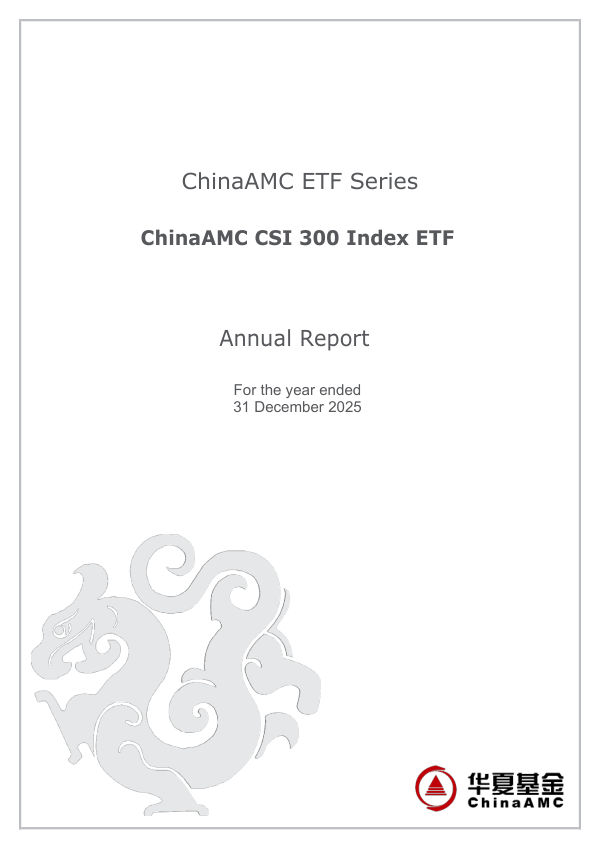 ChinaAMC ETF Series
ChinaAMC CSI 300 Index ETF
Annual Report
For the year ended
31 December 2025
华夏基金
ChinaAMC